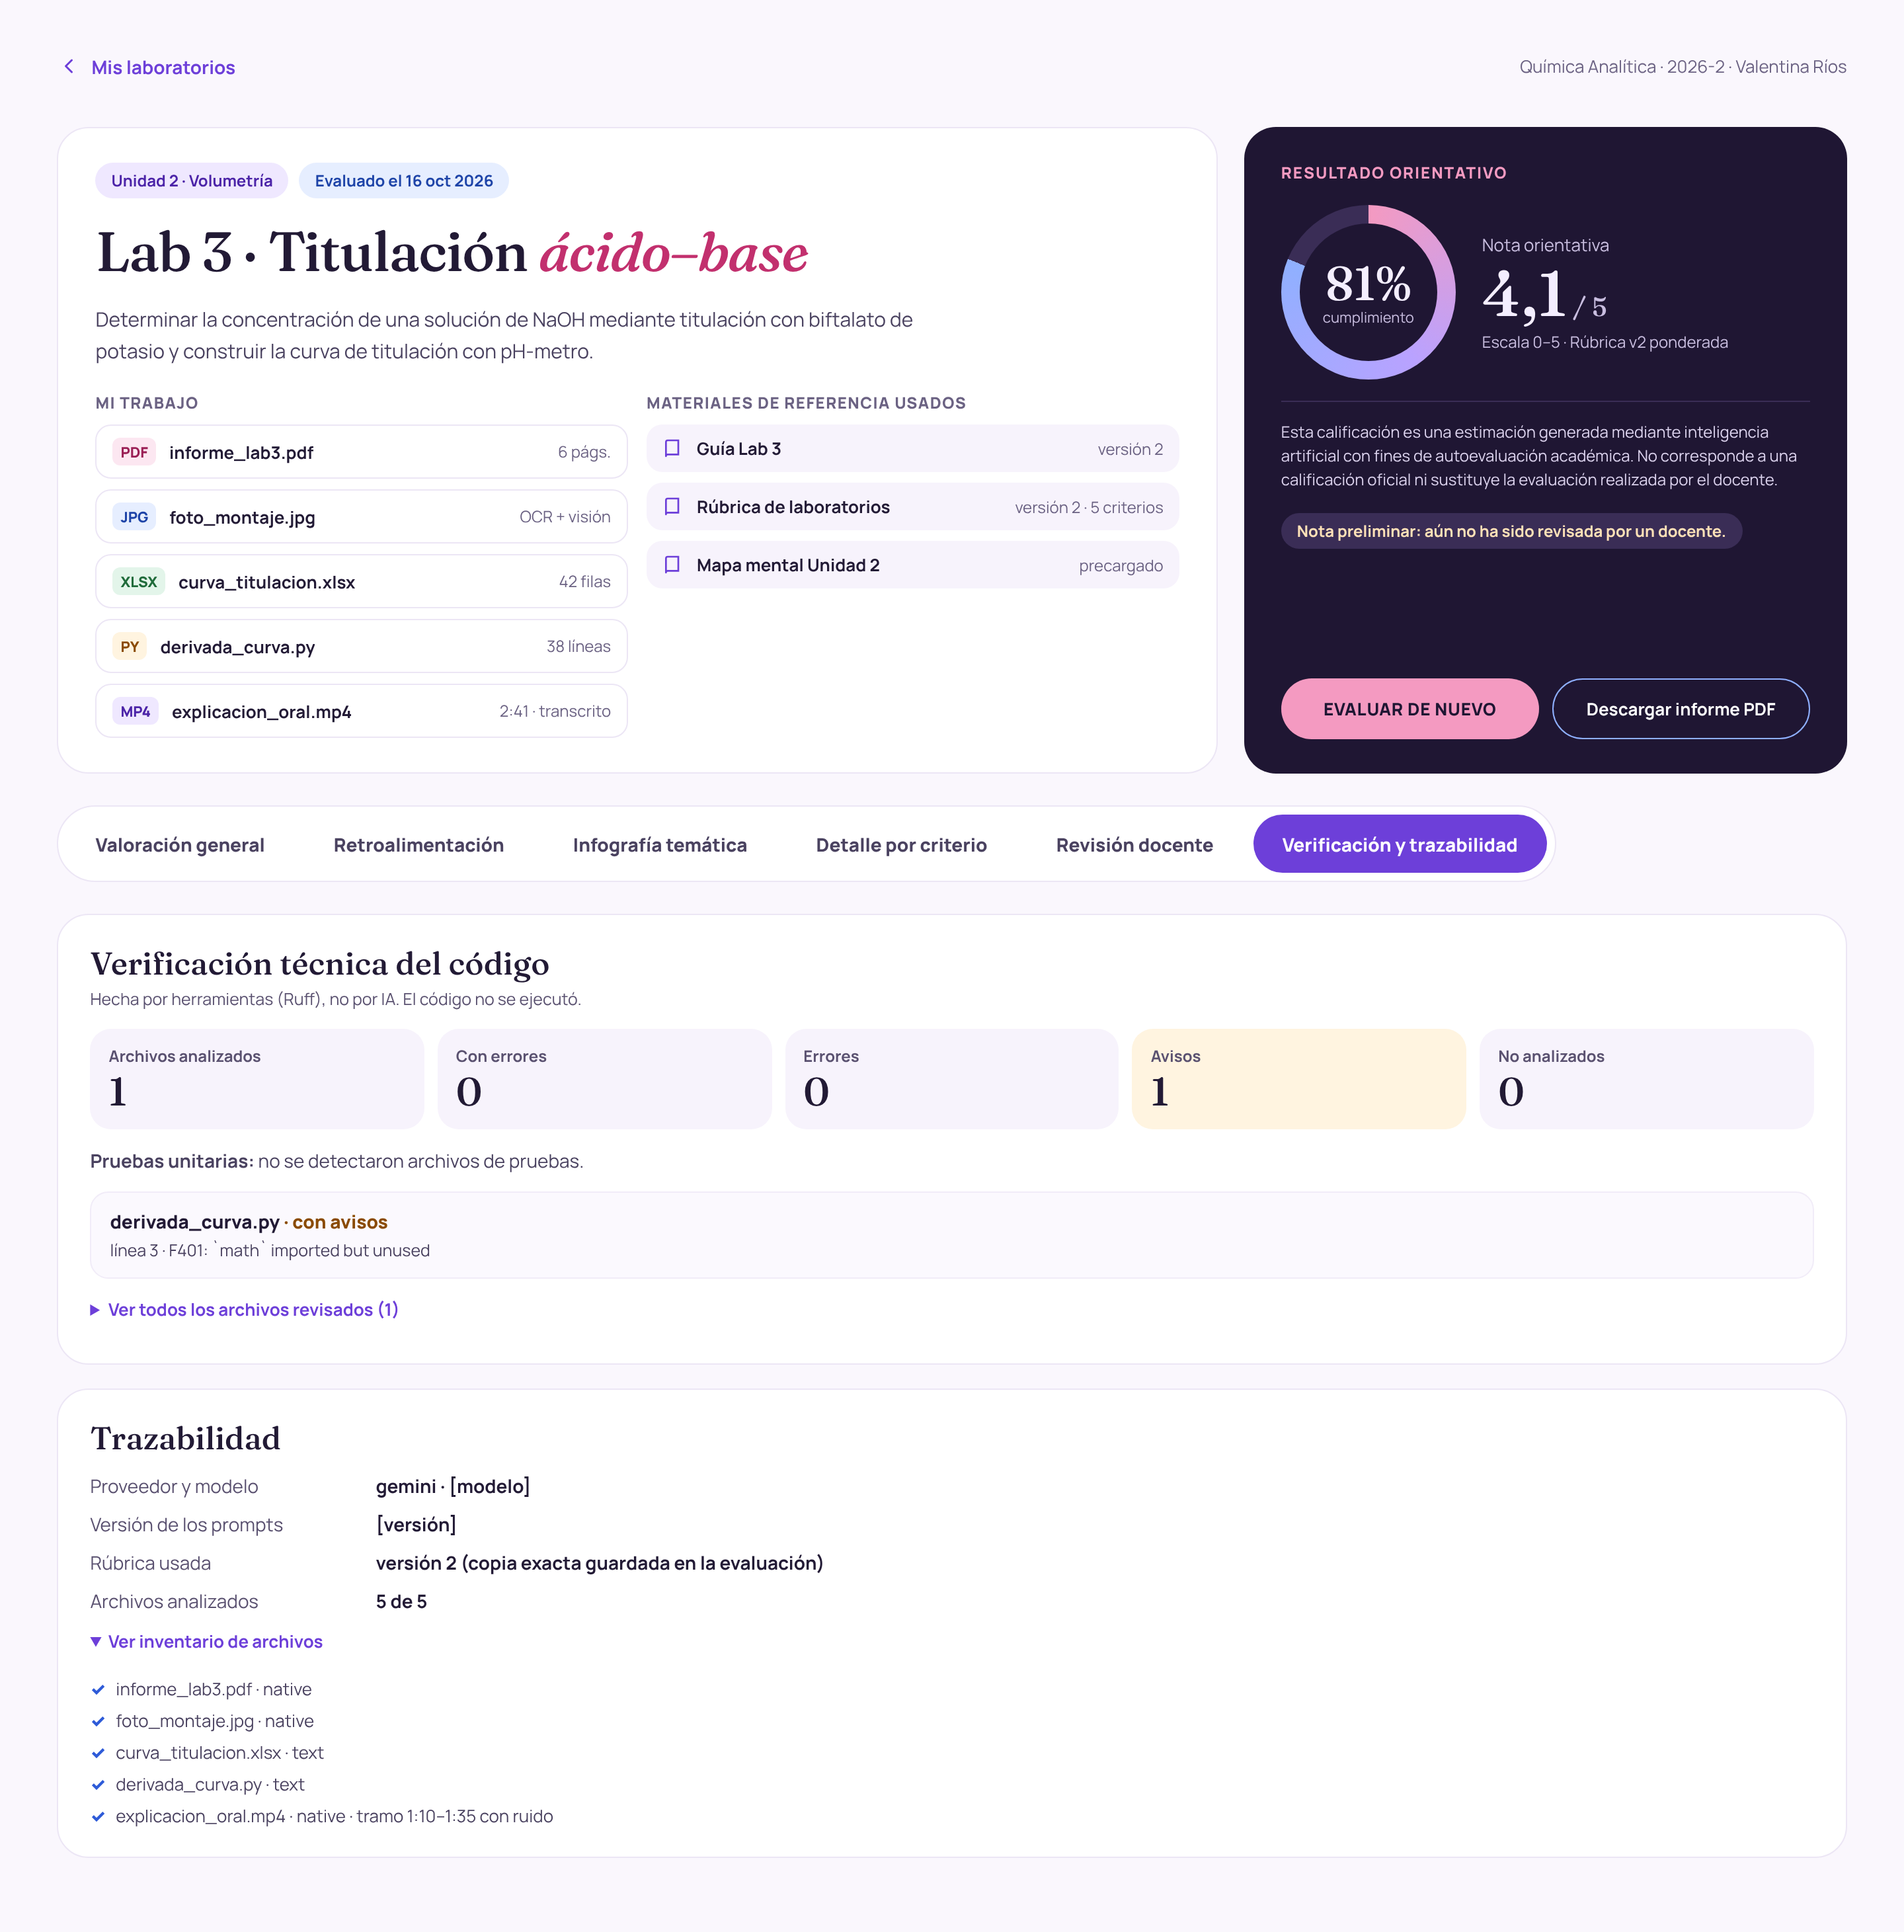 Mis laboratorios
Química Analítica · 2026-2 · Valentina Ríos
Unidad 2 · Volumetría
Evaluado el 16 oct 2026
Lab 3 · Titulación ácido–base
Determinar la concentración de una solución de NaOH mediante titulación con biftalato de
potasio y construir la curva de titulación con pH-metro.
MI TRABAJO
PDF informe_lab3.pdf 6 págs.
JPG foto_montaje.jpg OCR + visión
XLSX curva_titulacion.xlsx 42 filas
PY derivada_curva.py 38 líneas
MP4 explicacion_oral.mp4 2:41 · transcrito
MATERIALES DE REFERENCIA USADOS
Guía Lab 3 versión 2
Rúbrica de laboratorios versión 2 · 5 criterios
Mapa mental Unidad 2 precargado
RESULTADO ORIENTATIVO
81%
cumplimiento
Nota orientativa
4,1 / 5
Escala 0–5 · Rúbrica v2 ponderada
Esta calificación es una estimación generada mediante inteligencia
artificial con fines de autoevaluación académica. No corresponde a una
calificación oficial ni sustituye la evaluación realizada por el docente.
Nota preliminar: aún no ha sido revisada por un docente.
EVALUAR DE NUEVO
Descargar informe PDF
Valoración general
Retroalimentación
Infografía temática
Detalle por criterio
Revisión docente
Verificación y trazabilidad
Verificación técnica del código
Hecha por herramientas (Ruff), no por IA. El código no se ejecutó.
Archivos analizados
1
Con errores
0
Errores
0
Avisos
1
No analizados
0
Pruebas unitarias: no se detectaron archivos de pruebas.
derivada_curva.py · con avisos
línea 3 · F401: `math` imported but unused
Ver todos los archivos revisados (1)
Trazabilidad
Proveedor y modelo gemini · [modelo]
Versión de los prompts [versión]
Rúbrica usada versión 2 (copia exacta guardada en la evaluación)
Archivos analizados 5 de 5
Ver inventario de archivos
informe_lab3.pdf · native
foto_montaje.jpg · native
curva_titulacion.xlsx · text
derivada_curva.py · text
explicacion_oral.mp4 · native · tramo 1:10–1:35 con ruido